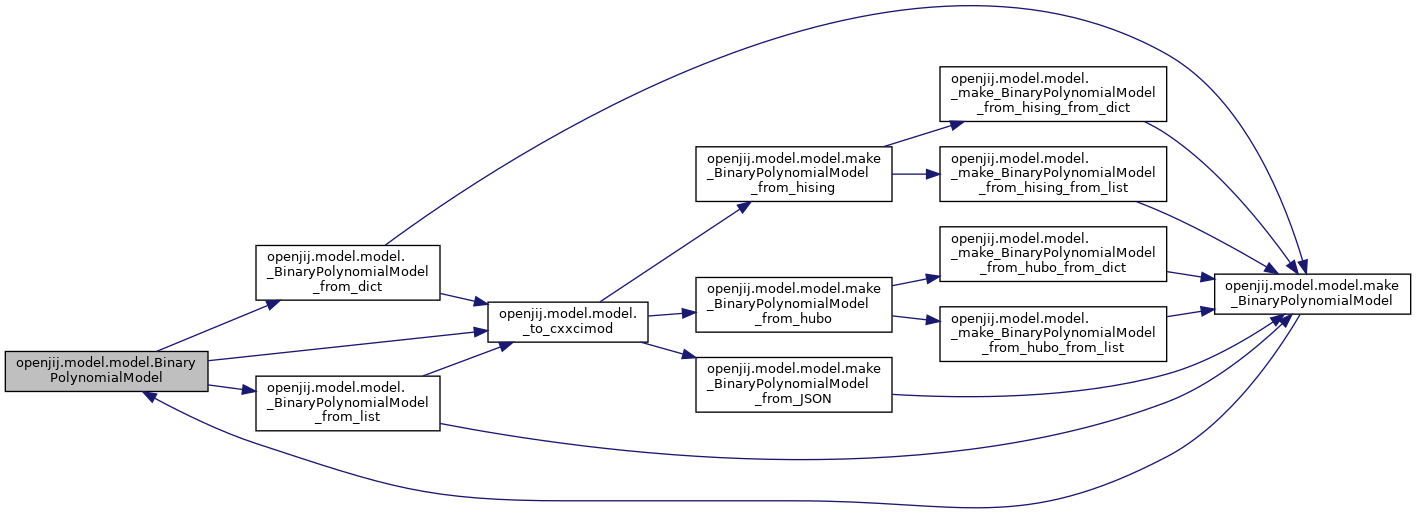 openjij.model.model.Binary
PolynomialModel
openjij.model.model.
_BinaryPolynomialModel
_from_dict
openjij.model.model.
_BinaryPolynomialModel
_from_list
openjij.model.model.
_to_cxxcimod
openjij.model.model.make
_BinaryPolynomialModel
_from_hising
openjij.model.model.make
_BinaryPolynomialModel
_from_hubo
openjij.model.model.make
_BinaryPolynomialModel
_from_JSON
openjij.model.model.
_make_BinaryPolynomialModel
_from_hising_from_dict
openjij.model.model.
_make_BinaryPolynomialModel
_from_hising_from_list
openjij.model.model.
_make_BinaryPolynomialModel
_from_hubo_from_dict
openjij.model.model.
_make_BinaryPolynomialModel
_from_hubo_from_list
openjij.model.model.make
_BinaryPolynomialModel